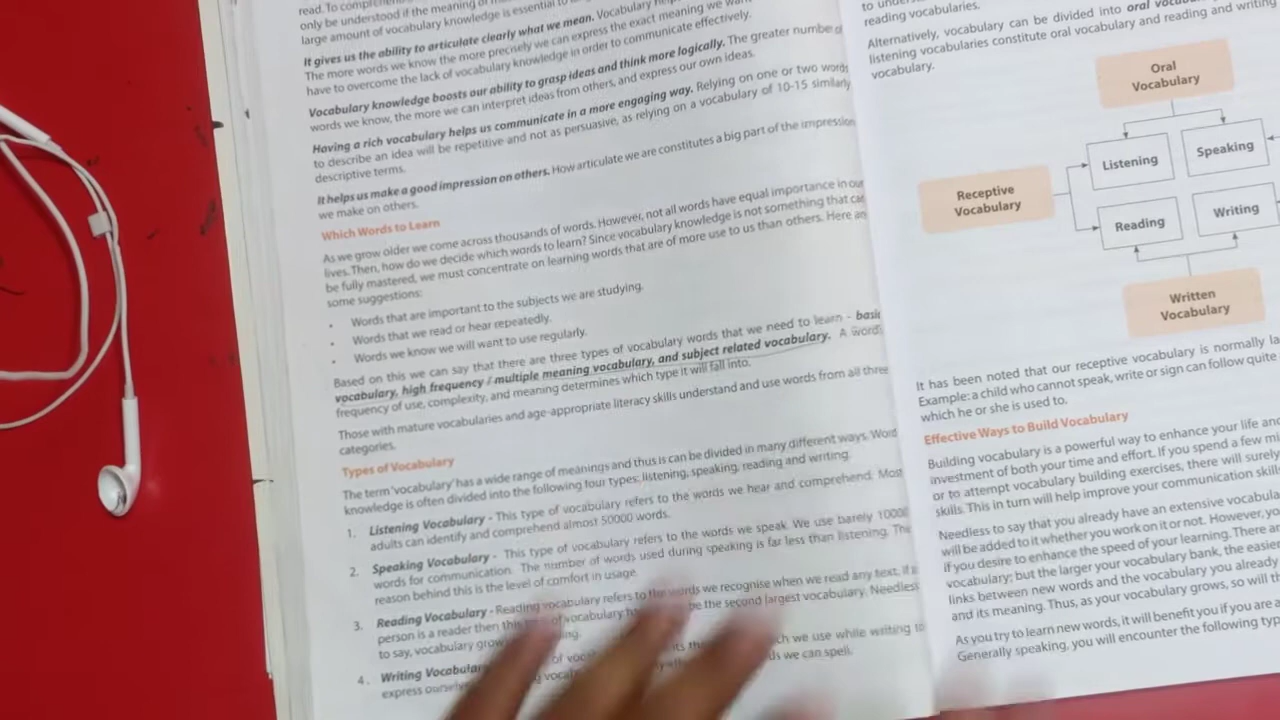 read. To
only be understood if the meaning of
large amount of vocabulary knowledge is essential to
It gives us the ability to articulate clearly what we mean. Vocabulary
The more words we know the more precisely we can express the exact meaning we
have to overcome the lack of vocabulary knowledge in order to communicate effectively.
Vocabulary knowledge boosts our ability to grasp ideas and think more logically. The greater number of
words we know, the more we can interpret ideas from others, and express our own ideas.
Having a rich vocabulary helps us communicate in a more engaging way. Relying on one or two words
to describe an idea will be repetitive and not as persuasive, as relying on a vocabulary of 10-15 similarly
descriptive terms.
It helps us make a good impression on others. How articulate we are constitutes a big part of the impression
we make on others.
Which Words to Learn
As we grow older we come across thousands of words. However, not all words have equal importance in our
lives. Then, how do we decide which words to learn? Since vocabulary knowledge is not something that can
be fully mastered, we must concentrate on learning words that are of more use to us than others. Here are
some suggestions:
• Words that are important to the subjects we are studying.
• Words that we read or hear repeatedly.
• Words we know we will want to use regularly.
Based on this we can say that there are three types of vocabulary words that we need to learn - basic
vocabulary, high frequency / multiple meaning vocabulary, and subject related vocabulary. A word's
frequency of use, complexity, and meaning determines which type it will fall into.
Those with mature vocabularies and age-appropriate literacy skills understand and use words from all three
categories.
Types of Vocabulary
The term 'vocabulary' has a wide range of meanings and thus is can be divided in many different ways. Word
knowledge is often divided into the following four types: listening, speaking, reading and writing.
1. Listening Vocabulary - This type of vocabulary refers to the words we hear and comprehend. Most
adults can identify and comprehend almost 50000 words.
2. Speaking Vocabulary - This type of vocabulary refers to the words we speak. We use barely 10000
words for communication. The number of words used during speaking is far less than listening. The
reason behind this is the level of comfort in usage.
3. Reading Vocabulary - Reading vocabulary refers to the words we recognise when we read any text. If a
person is a reader then this of vocabulary be the second largest vocabulary. Needless
to say, vocabulary
4. Writing Vocabulary of we use while writing to
express we can spell.
reading vocabularies.
Alternatively, vocabulary can be divided into oral
listening vocabularies constitute oral vocabulary and reading and writing
vocabulary.
Oral
Vocabulary
Listening
Speaking
Receptive
Vocabulary
Reading
Writing
Written
Vocabulary
It has been noted that our receptive vocabulary is normally
Example: a child who cannot speak, write or sign can follow quite
which he or she is used to.
Effective Ways to Build Vocabulary
Building vocabulary is a powerful way to enhance your life and
investment of both your time and effort. If you spend a few
or to attempt vocabulary building exercises, there will surely
skills. This in turn will help improve your communication
Needless to say that you already have an extensive
will be added to it whether you work on it or not. However,
if you desire to enhance the speed of your learning. There
vocabulary; but the larger your vocabulary bank, the easier
links between new words and the vocabulary you already
and its meaning. Thus, as your vocabulary grows, so will
As you try to learn new words, it will benefit you if you are
Generally speaking, you will encounter the following